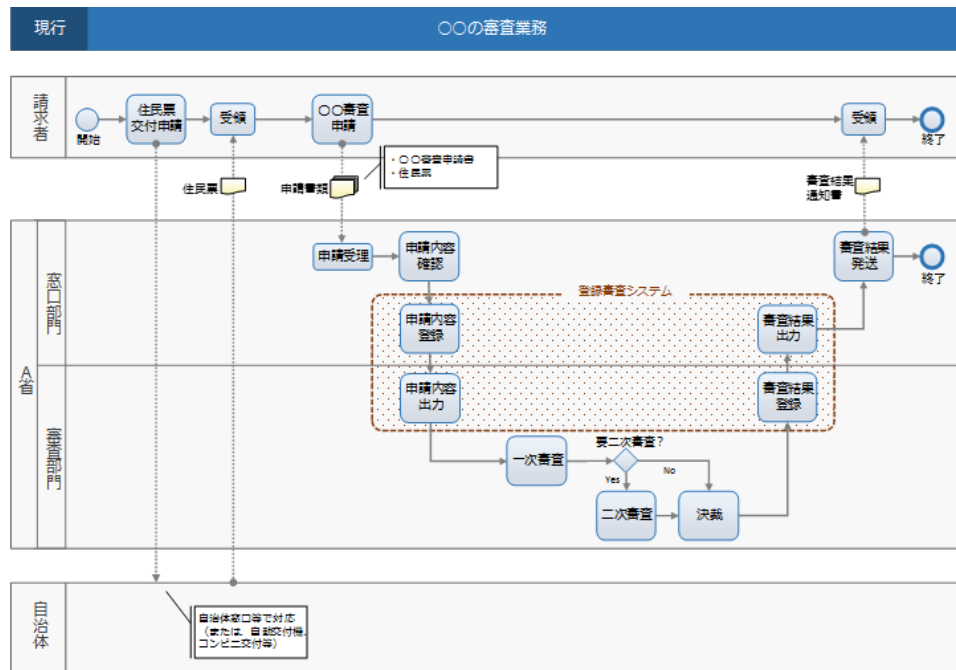 現行
〇〇の審査業務
請求者
開始
住民票
交付申請
受領
〇〇審査
申請
受領
終了
住民票
申請書類
・〇〇審査申請書
・住民票
審査結果
通知書
A省
窓口部門
申請受理
申請内容
確認
審査結果
発送
終了
登録審査システム
申請内容
登録
審査結果
出力
審査部門
申請内容
出力
審査結果
登録
一次審査
要二次審査?
Yes
No
二次審査
決裁
自治体
自治体窓口等で対応
(または、自動交付機、
コンビニ交付等)